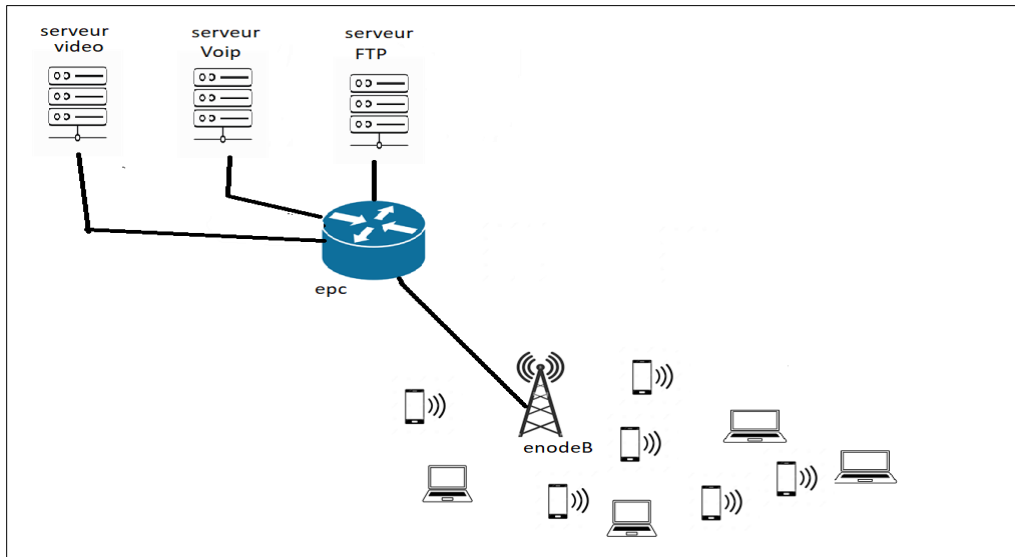 serveur
video
serveur
Voip
serveur
FTP
epc
enodeB